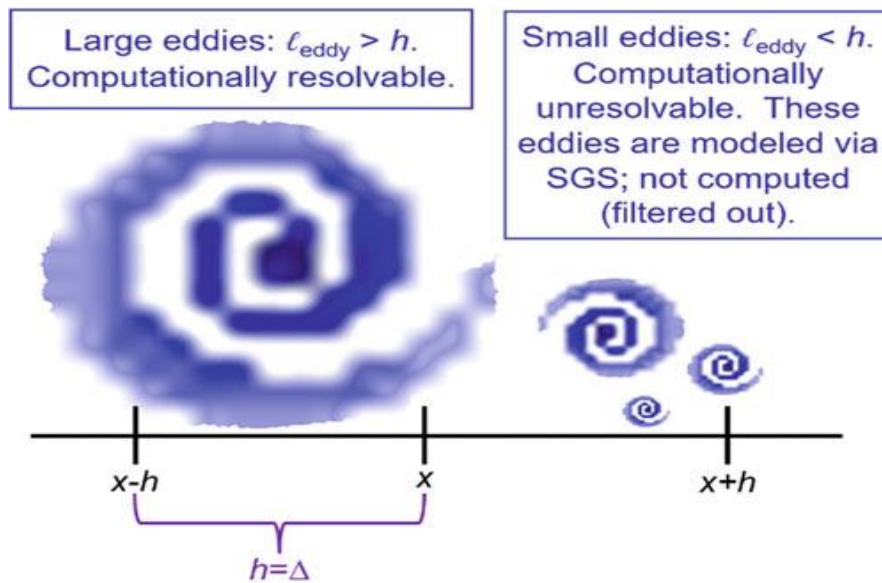 Large eddies: ℓeddy > h.
Computationally resolvable.
Small eddies: ℓeddy < h.
Computationally
unresolvable. These
eddies are modeled via
SGS; not computed
(filtered out).
x-h
x
x+h
h=Δ